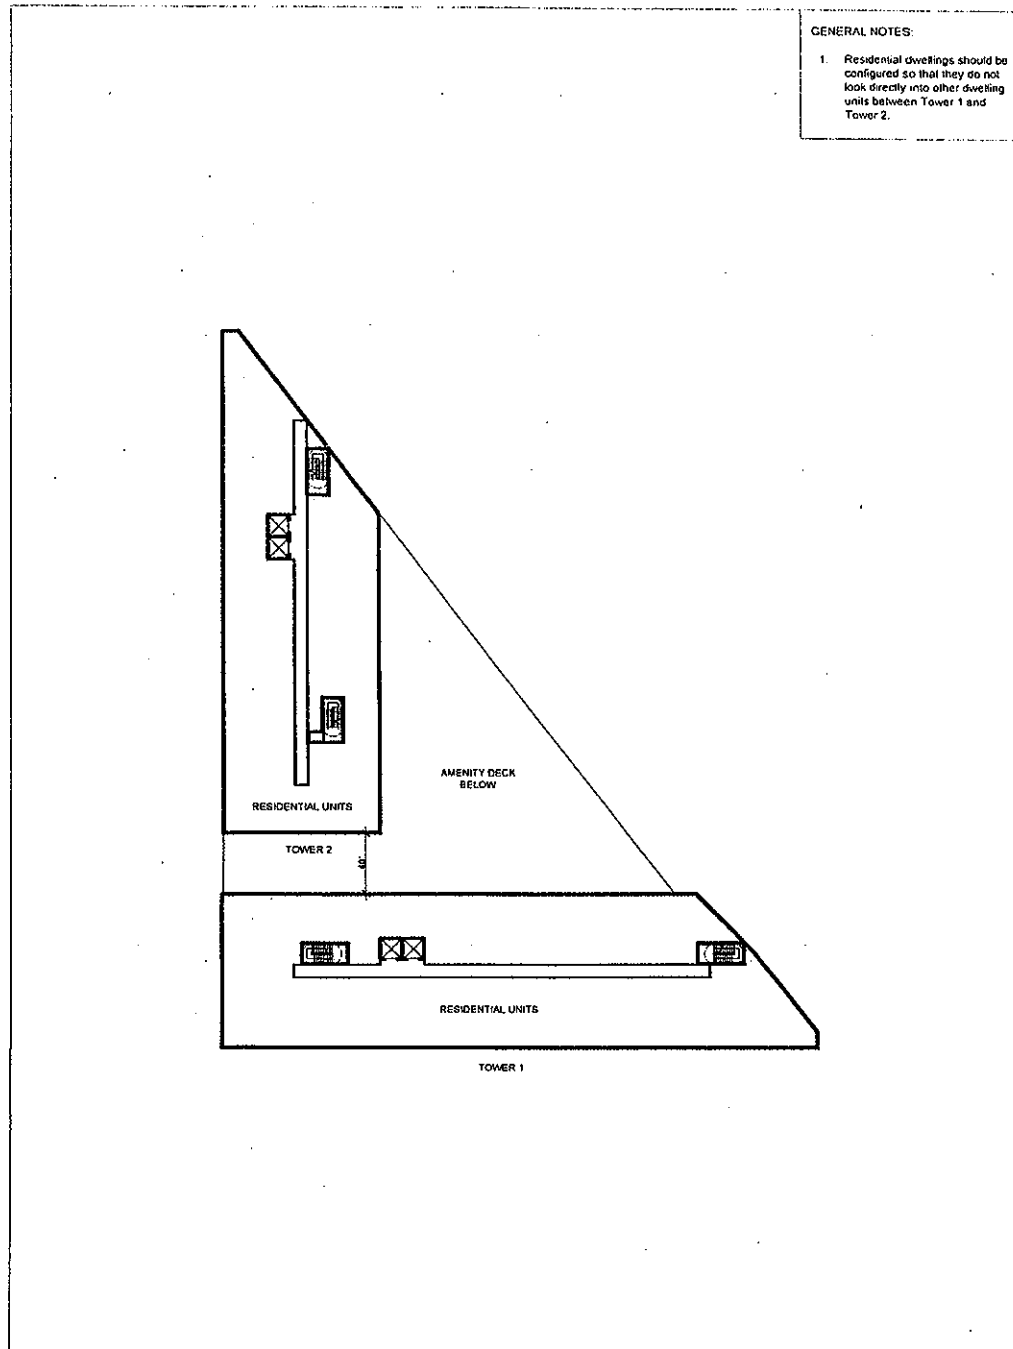 GENERAL NOTES:
1. Residential dwellings should be
configured so that they do not
look directly into other dwelling
units between Tower 1 and
Tower 2.
AMENITY DECK
BELOW
RESIDENTIAL UNITS
TOWER 2
40'
RESIDENTIAL UNITS
TOWER 1